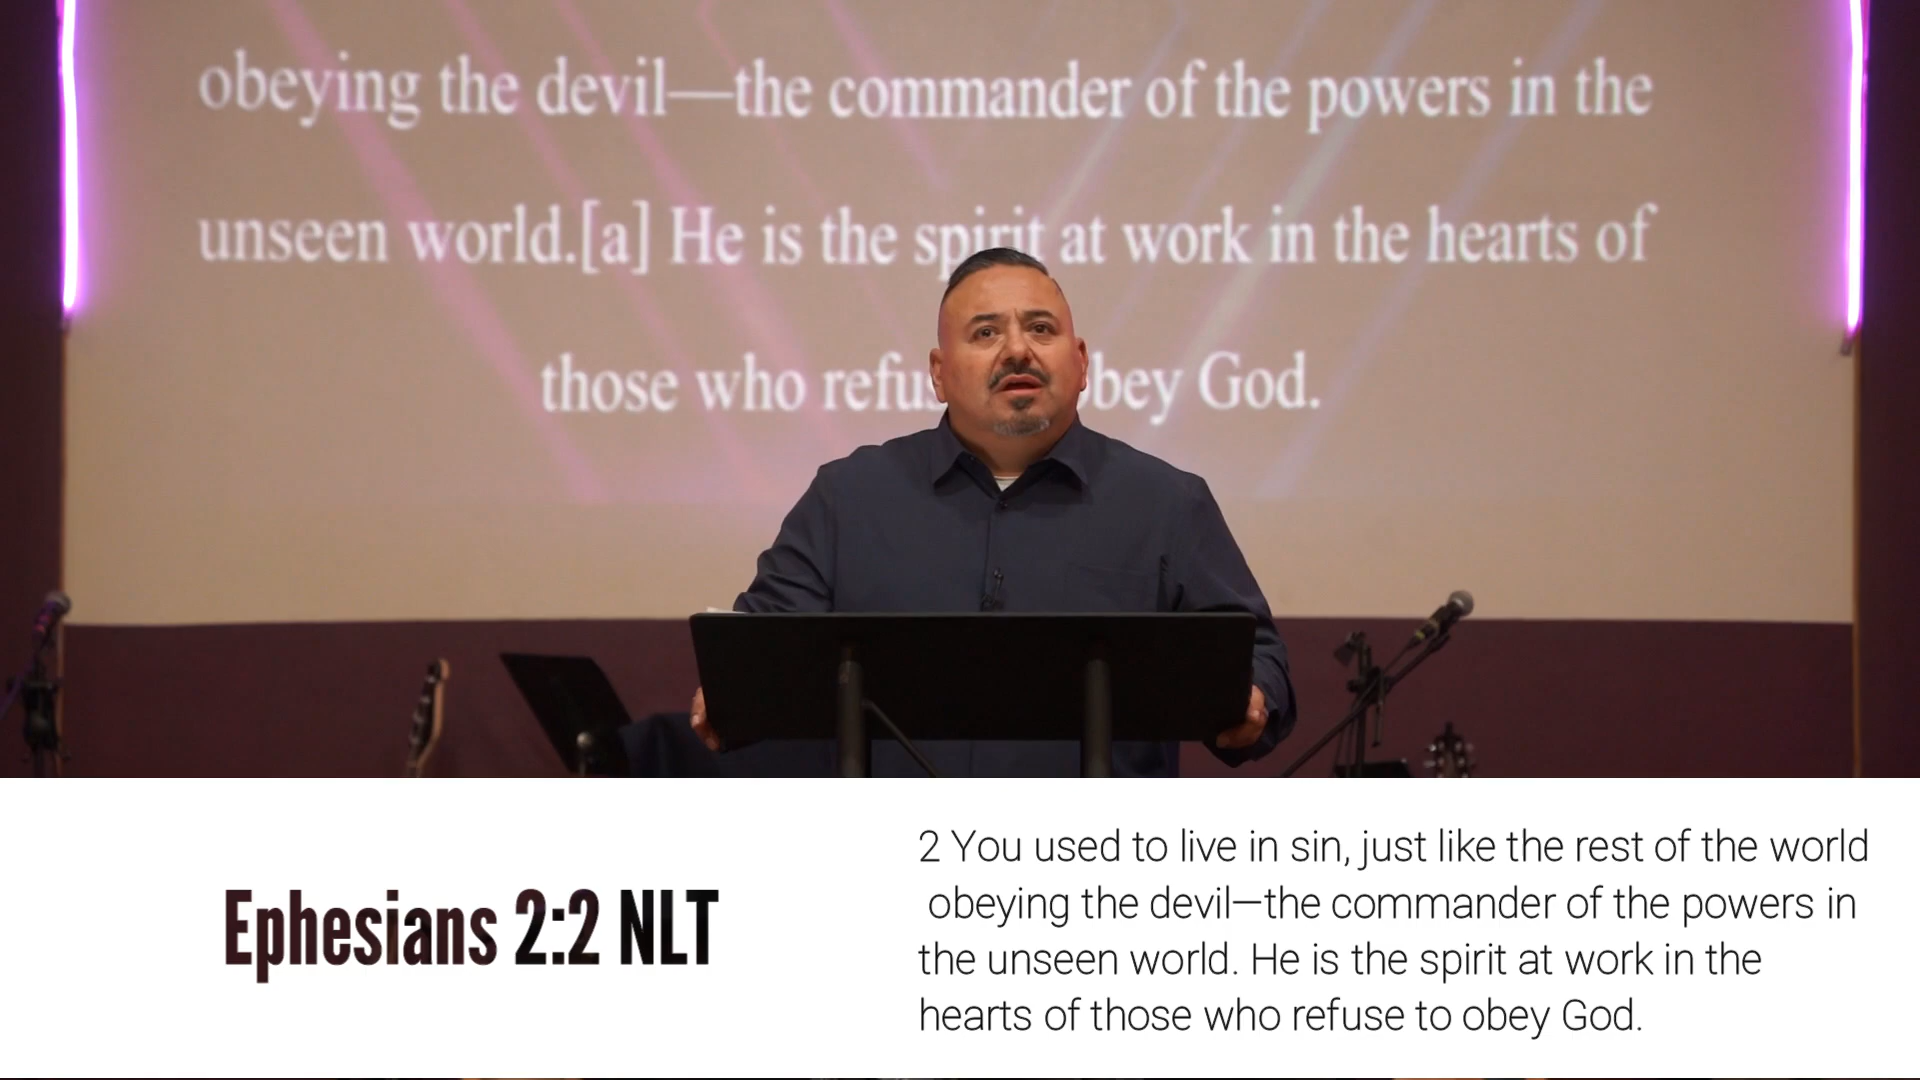 obeying the devil—the commander of the powers in the
unseen world.[a] He is the spirit at work in the hearts of
those who refus bey God.
Ephesians 2:2 NLT
2 You used to live in sin, just like the rest of the world
obeying the devil—the commander of the powers in
the unseen world. He is the spirit at work in the
hearts of those who refuse to obey God.